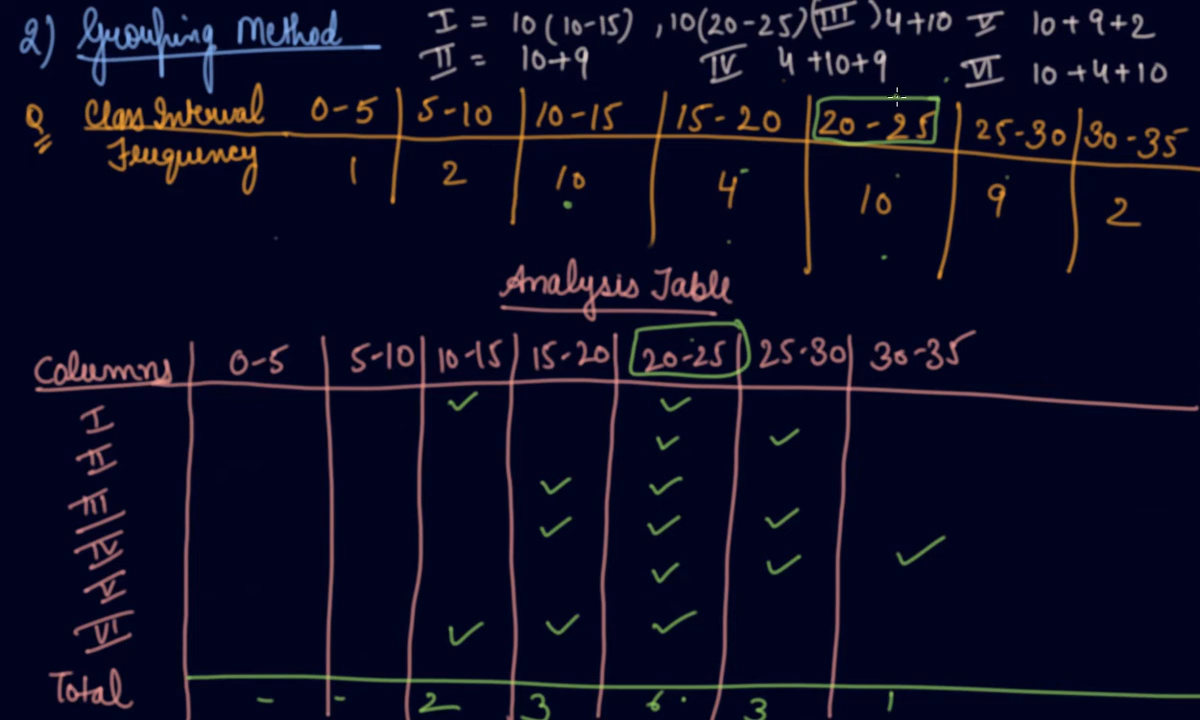 2) Grouping Method
I = 10(10-15), 10(20-25) (III) 4+10 V 10+9+2
II = 10+9 IV 4+10+9 VI 10+4+10
Q Class Interval 0-5 5-10 10-15 15-20 20-25 25-30 30-35
Frequency 1 2 10 4 10 9 2
Analysis Table
Columns 0-5 5-10 10-15 15-20 20-25 25-30 30-35
I ✓ ✓
II ✓ ✓
III ✓ ✓
IV ✓ ✓ ✓
V ✓ ✓ ✓
VI ✓ ✓ ✓
Total - - 2 3 6 3 1